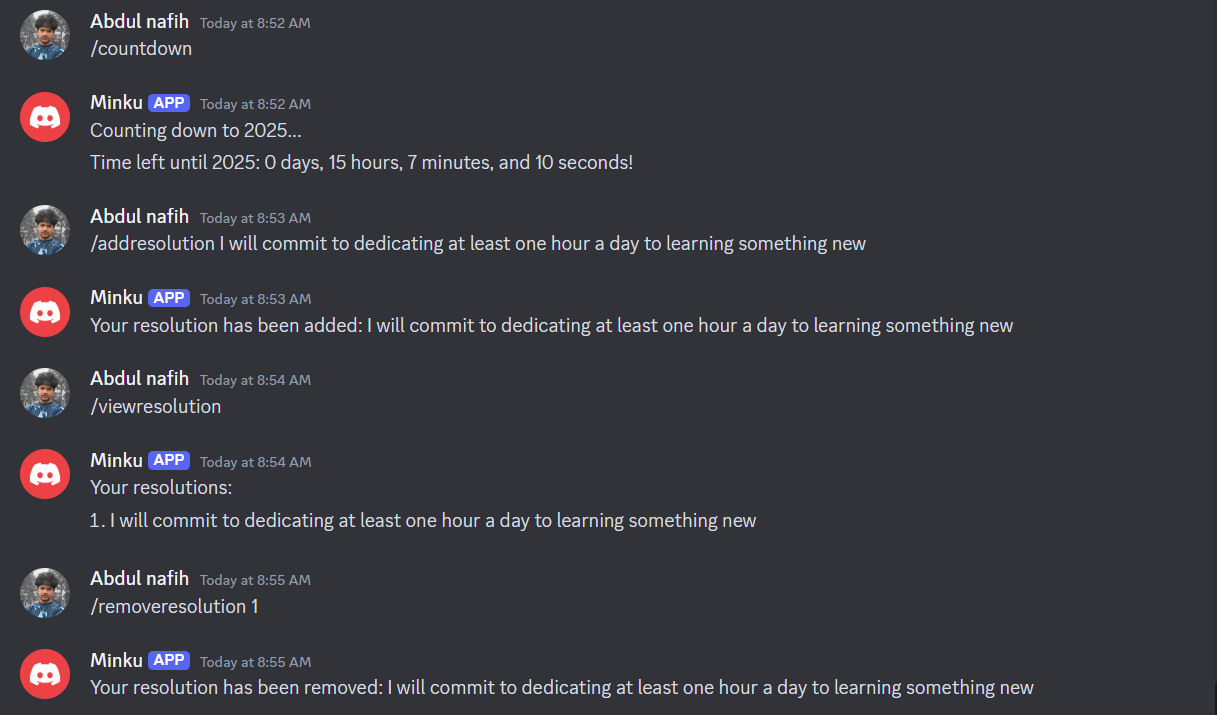 Abdul nafih Today at 8:52 AM
/countdown
Minku APP Today at 8:52 AM
Counting down to 2025...
Time left until 2025: 0 days, 15 hours, 7 minutes, and 10 seconds!
Abdul nafih Today at 8:53 AM
/addresolution I will commit to dedicating at least one hour a day to learning something new
Minku APP Today at 8:53 AM
Your resolution has been added: I will commit to dedicating at least one hour a day to learning something new
Abdul nafih Today at 8:54 AM
/viewresolution
Minku APP Today at 8:54 AM
Your resolutions:
1. I will commit to dedicating at least one hour a day to learning something new
Abdul nafih Today at 8:55 AM
/removeresolution 1
Minku APP Today at 8:55 AM
Your resolution has been removed: I will commit to dedicating at least one hour a day to learning something new